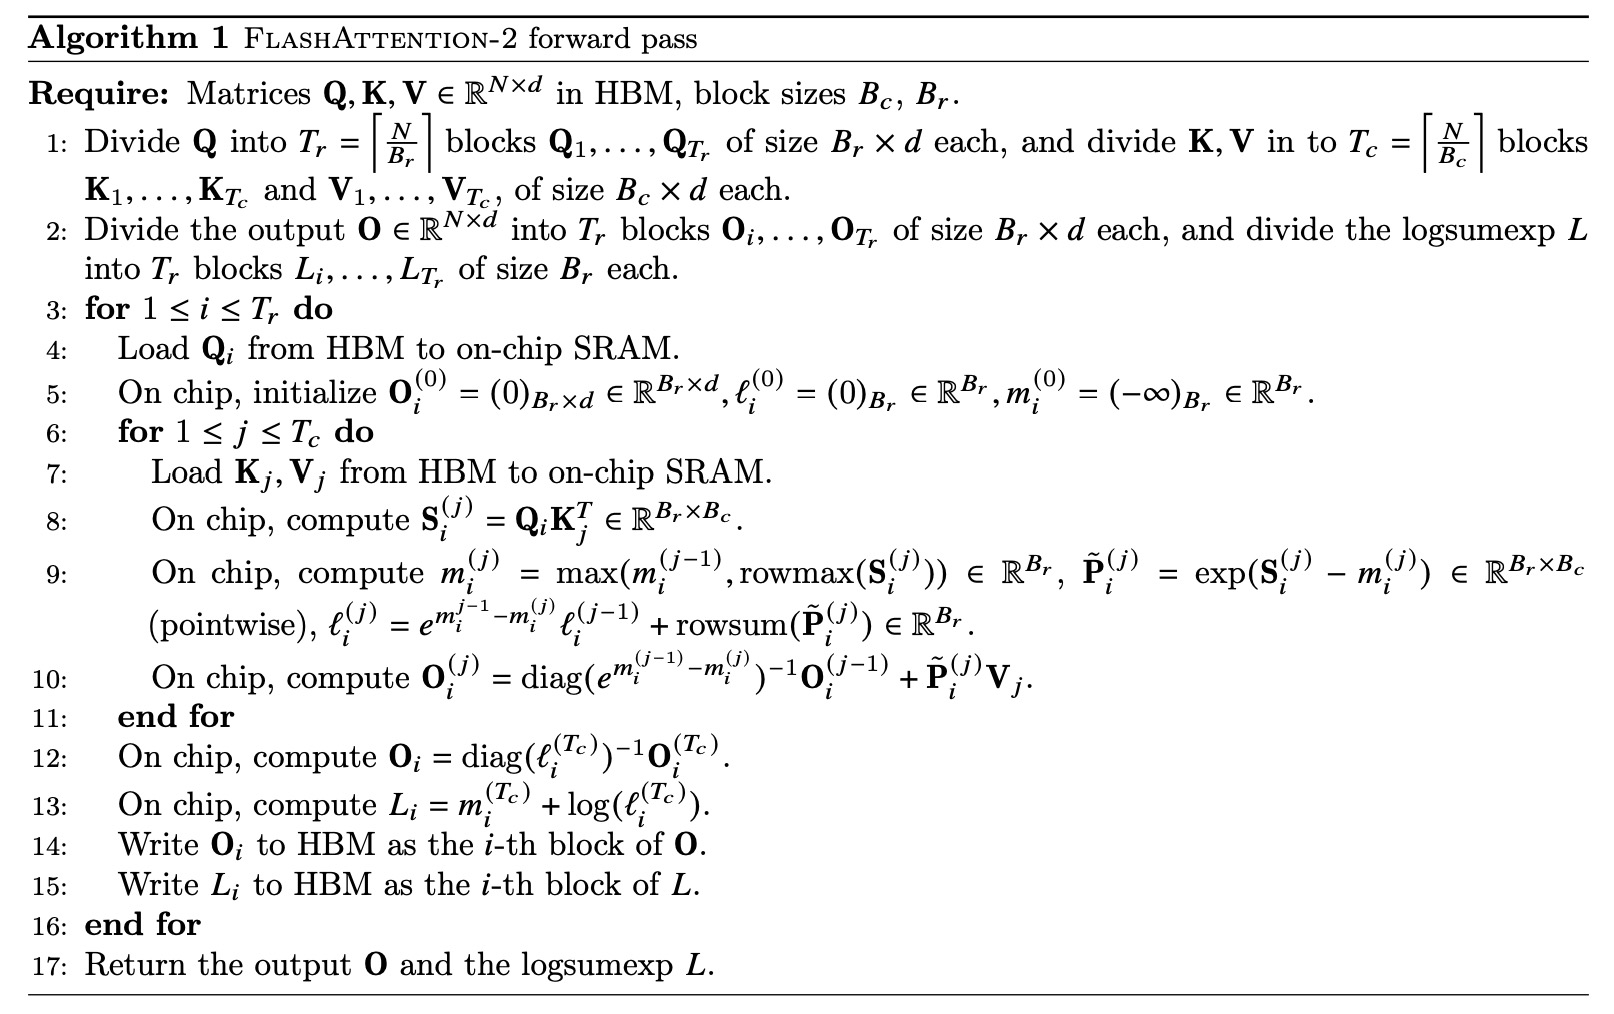 Algorithm 1 FlashAttention-2 forward pass
Require: Matrices $\mathbf{Q}, \mathbf{K}, \mathbf{V} \in \mathbb{R}^{N \times d}$ in HBM, block sizes $B_c$, $B_r$.
1: Divide $\mathbf{Q}$ into $T_r = \left\lceil \frac{N}{B_r} \right\rceil$ blocks $\mathbf{Q}_1, \ldots, \mathbf{Q}_{T_r}$ of size $B_r \times d$ each, and divide $\mathbf{K}, \mathbf{V}$ in to $T_c = \left\lceil \frac{N}{B_c} \right\rceil$ blocks
$\mathbf{K}_1, \ldots, \mathbf{K}_{T_c}$ and $\mathbf{V}_1, \ldots, \mathbf{V}_{T_c}$, of size $B_c \times d$ each.
2: Divide the output $\mathbf{O} \in \mathbb{R}^{N \times d}$ into $T_r$ blocks $\mathbf{O}_i, \ldots, \mathbf{O}_{T_r}$ of size $B_r \times d$ each, and divide the logsumexp $L$
into $T_r$ blocks $L_i, \ldots, L_{T_r}$ of size $B_r$ each.
3: for $1 \leq i \leq T_r$ do
4: Load $\mathbf{Q}_i$ from HBM to on-chip SRAM.
5: On chip, initialize $\mathbf{O}_i^{(0)} = (0)_{B_r \times d} \in \mathbb{R}^{B_r \times d}, \ell_i^{(0)} = (0)_{B_r} \in \mathbb{R}^{B_r}, m_i^{(0)} = (-\infty)_{B_r} \in \mathbb{R}^{B_r}$.
6: for $1 \leq j \leq T_c$ do
7: Load $\mathbf{K}_j, \mathbf{V}_j$ from HBM to on-chip SRAM.
8: On chip, compute $\mathbf{S}_i^{(j)} = \mathbf{Q}_i \mathbf{K}_j^T \in \mathbb{R}^{B_r \times B_c}$.
9: On chip, compute $m_i^{(j)} = \max(m_i^{(j-1)}, \mathrm{rowmax}(\mathbf{S}_i^{(j)})) \in \mathbb{R}^{B_r}$, $\tilde{\mathbf{P}}_i^{(j)} = \exp(\mathbf{S}_i^{(j)} - m_i^{(j)}) \in \mathbb{R}^{B_r \times B_c}$
(pointwise), $\ell_i^{(j)} = e^{m_i^{j-1} - m_i^{(j)}} \ell_i^{(j-1)} + \mathrm{rowsum}(\tilde{\mathbf{P}}_i^{(j)}) \in \mathbb{R}^{B_r}$.
10: On chip, compute $\mathbf{O}_i^{(j)} = \mathrm{diag}(e^{m_i^{(j-1)} - m_i^{(j)}})^{-1} \mathbf{O}_i^{(j-1)} + \tilde{\mathbf{P}}_i^{(j)} \mathbf{V}_j$.
11: end for
12: On chip, compute $\mathbf{O}_i = \mathrm{diag}(\ell_i^{(T_c)})^{-1} \mathbf{O}_i^{(T_c)}$.
13: On chip, compute $L_i = m_i^{(T_c)} + \log(\ell_i^{(T_c)})$.
14: Write $\mathbf{O}_i$ to HBM as the $i$-th block of $\mathbf{O}$.
15: Write $L_i$ to HBM as the $i$-th block of $L$.
16: end for
17: Return the output $\mathbf{O}$ and the logsumexp $L$.